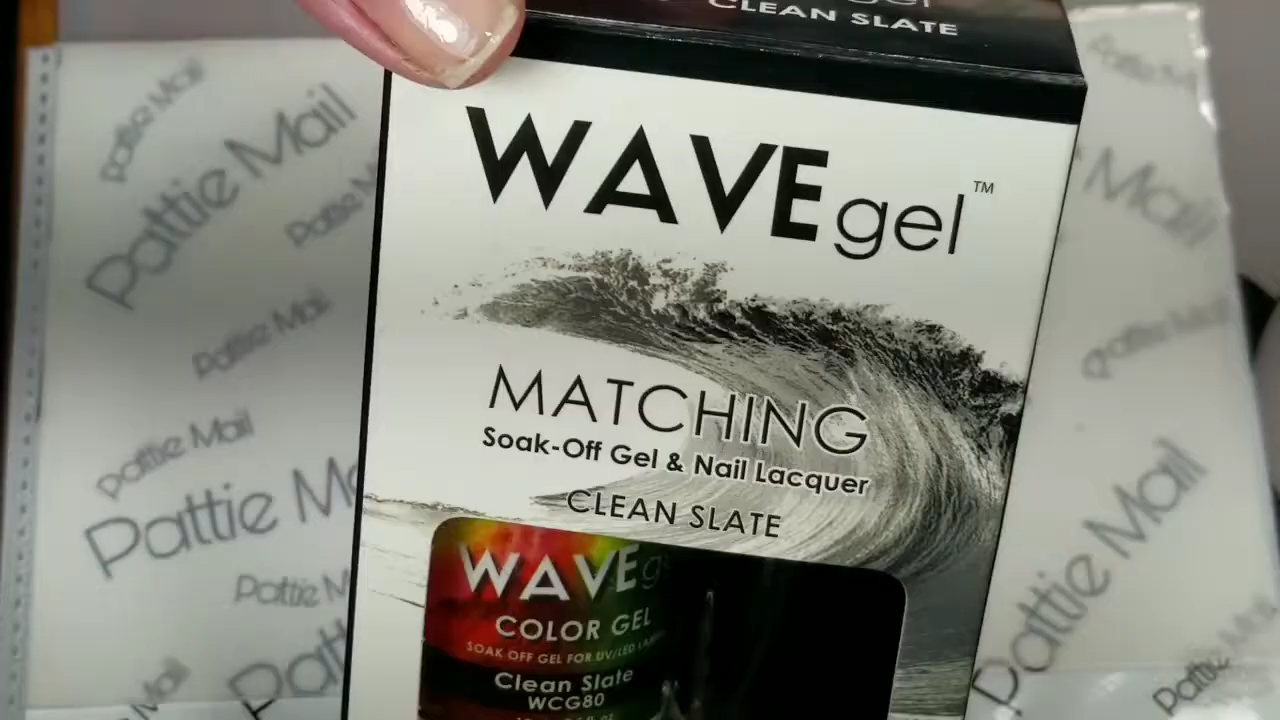 CLEAN SLATE
WAVEgel™
MATCHING
Soak-Off Gel & Nail Lacquer
CLEAN SLATE
WAVEg
COLOR GEL
SOAK OFF GEL FOR UV/LED
Clean Slate
WCG80
Pattie Mail
Pattie Mail
Pattie Mail
Pattie Mail
Pattie Mail
Pattie Mail
Pattie
Mail
Pattie Mail
Pattie Mail
Pattie